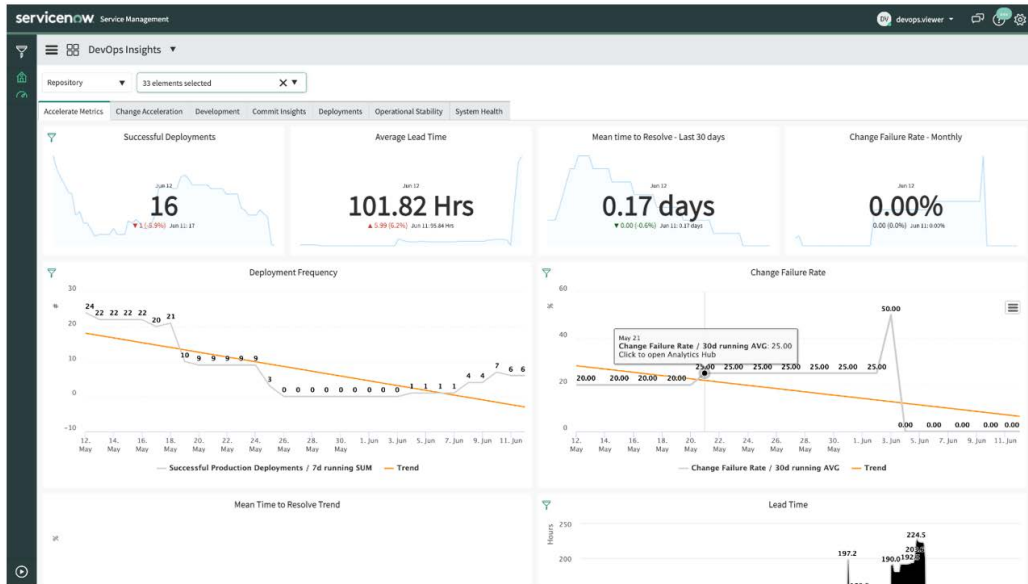 servicenow Service Management
DV devops.viewer
DevOps Insights
Repository
33 elements selected
Accelerate Metrics Change Acceleration Development Commit Insights Deployments Operational Stability System Health
Successful Deployments
Jun 12
16
▼ 1 (-5.9%) Jun 11: 17
Average Lead Time
Jun 12
101.82 Hrs
▲ 5.99 (6.2%) Jun 11: 95.84 Hrs
Mean time to Resolve - Last 30 days
Jun 12
0.17 days
▼ 0.00 (-0.6%) Jun 11: 0.17 days
Change Failure Rate - Monthly
Jun 12
0.00%
0.00 (0.0%) Jun 11: 0.00%
Deployment Frequency
30
#
20
10
0
-10
24 22 22 22 22 20 21 10 9 9 9 9 9 3 0 0 0 0 0 0 0 0 1 1 1 1 4 4 7 6 6
12. May 14. May 16. May 18. May 20. May 22. May 24. May 26. May 28. May 30. May 1. Jun 3. Jun 5. Jun 7. Jun 9. Jun 11. Jun
Successful Production Deployments / 7d running SUM Trend
Change Failure Rate
60
%
40
20
0
May 21
Change Failure Rate / 30d running AVG: 25.00
Click to open Analytics Hub
20.00 20.00 20.00 20.00 25.00 25.00 25.00 25.00 25.00 25.00 25.00 50.00 0.00 0.00 0.00 0.00 0.00
12. May 14. May 16. May 18. May 20. May 22. May 24. May 26. May 28. May 30. May 1. Jun 3. Jun 5. Jun 7. Jun 9. Jun 11. Jun
Change Failure Rate / 30d running AVG Trend
Mean Time to Resolve Trend
%
Lead Time
Hours
250
200
197.2
190.0
224.5